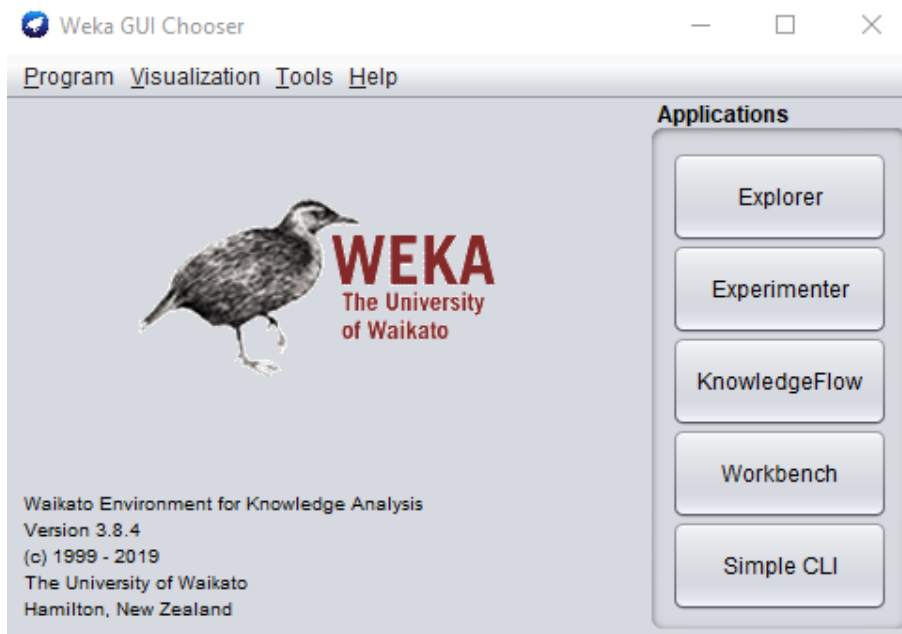 Weka GUI Chooser
Program Visualization Tools Help
Applications
Explorer
Experimenter
KnowledgeFlow
Workbench
Simple CLI
WEKA
The University
of Waikato
Waikato Environment for Knowledge Analysis
Version 3.8.4
(c) 1999 - 2019
The University of Waikato
Hamilton, New Zealand